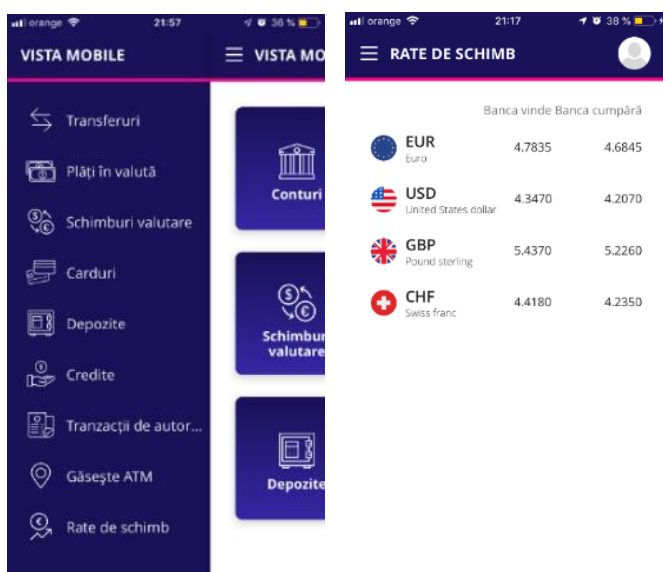 orange 21:57 36 %
VISTA MOBILE
VISTA MO
Transferuri
Plăți în valută
Schimburi valutare
Carduri
Depozite
Credite
Tranzacții de autor...
Găsește ATM
Rate de schimb
Conturi
Schimbur
valutare
Depozite
orange 21:17 38 %
RATE DE SCHIMB
Banca vinde Banca cumpără
EUR 4.7835 4.6845
Euro
USD 4.3470 4.2070
United States dollar
GBP 5.4370 5.2260
Pound sterling
CHF 4.4180 4.2350
Swiss franc